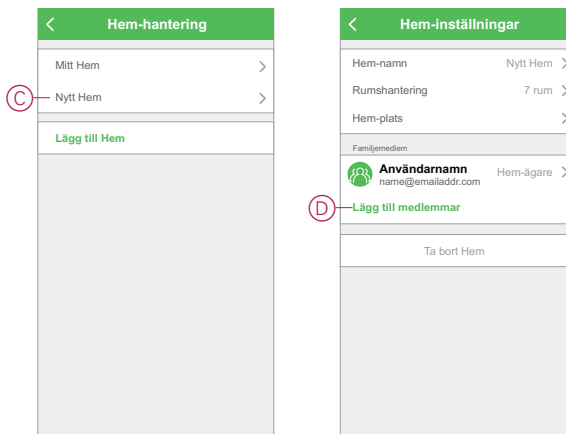 Hem-hantering
Mitt Hem
C
Nytt Hem
Lägg till Hem
Hem-inställningar
Hem-namn Nytt Hem
Rumshantering 7 rum
Hem-plats
Familjemedlem
Användarnamn
name@emailaddr.com
Hem-ägare
D
Lägg till medlemmar
Ta bort Hem